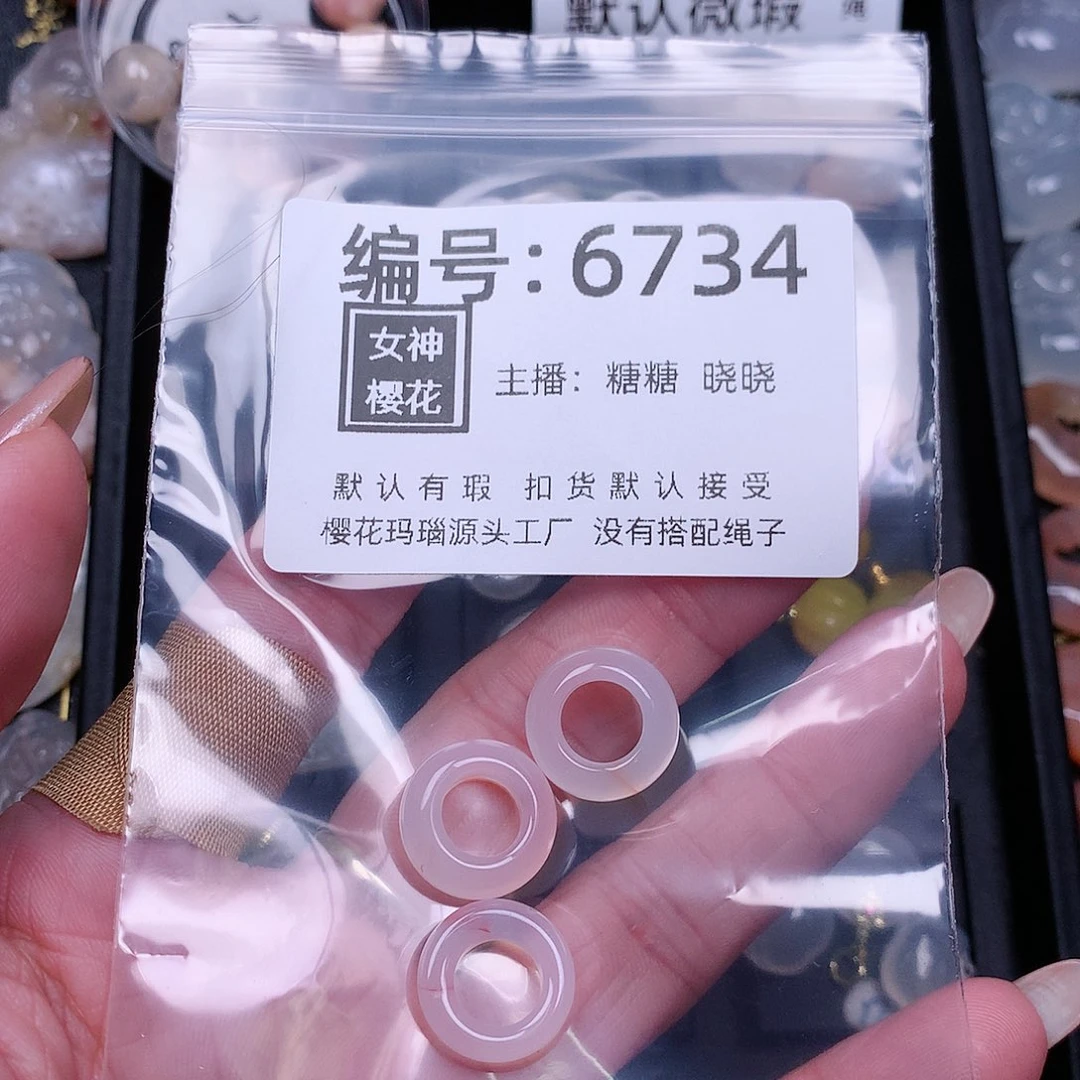 默认微瑕
绳
编号:6734
女神
樱花
主播: 糖糖 晓晓
默认有瑕 扣货默认接受
樱花玛瑙源头工厂 没有搭配绳子